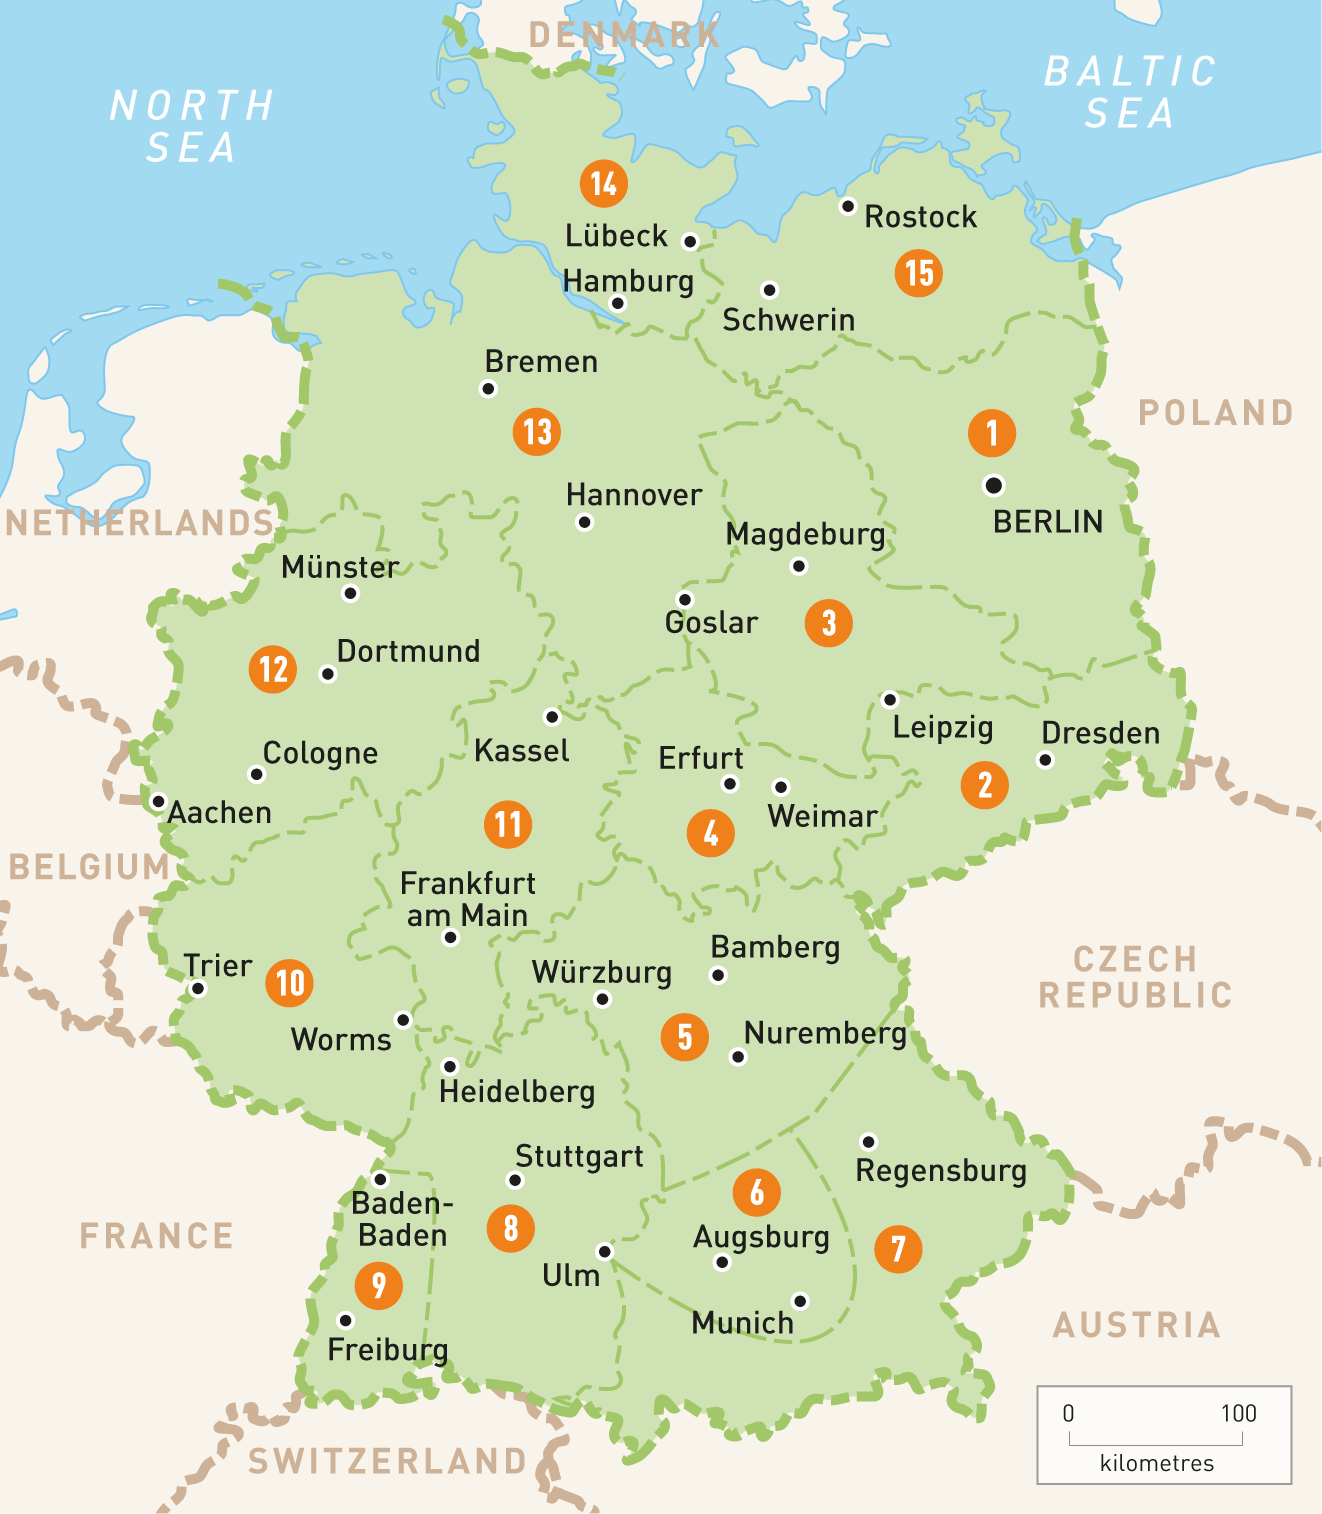 DENMARK
NORTH
SEA
BALTIC
SEA
14
Lübeck
Hamburg
Rostock
15
Schwerin
Bremen
13
POLAND
1
BERLIN
Hannover
NETHERLANDS
Magdeburg
Münster
Goslar
3
Dortmund
12
Leipzig
Dresden
Kassel
Cologne
Erfurt
2
Aachen
Weimar
11
4
BELGIUM
Frankfurt
am Main
Bamberg
CZECH
REPUBLIC
Trier
10
Würzburg
Worms
5
Nuremberg
Heidelberg
Stuttgart
Regensburg
6
Baden-
Baden
8
FRANCE
Augsburg
7
Ulm
9
Munich
Freiburg
AUSTRIA
SWITZERLAND
0 100
kilometres